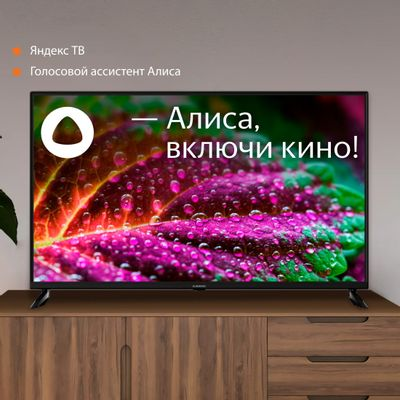 Яндекс ТВ
Голосовой ассистент Алиса
— Алиса,
включи кино!